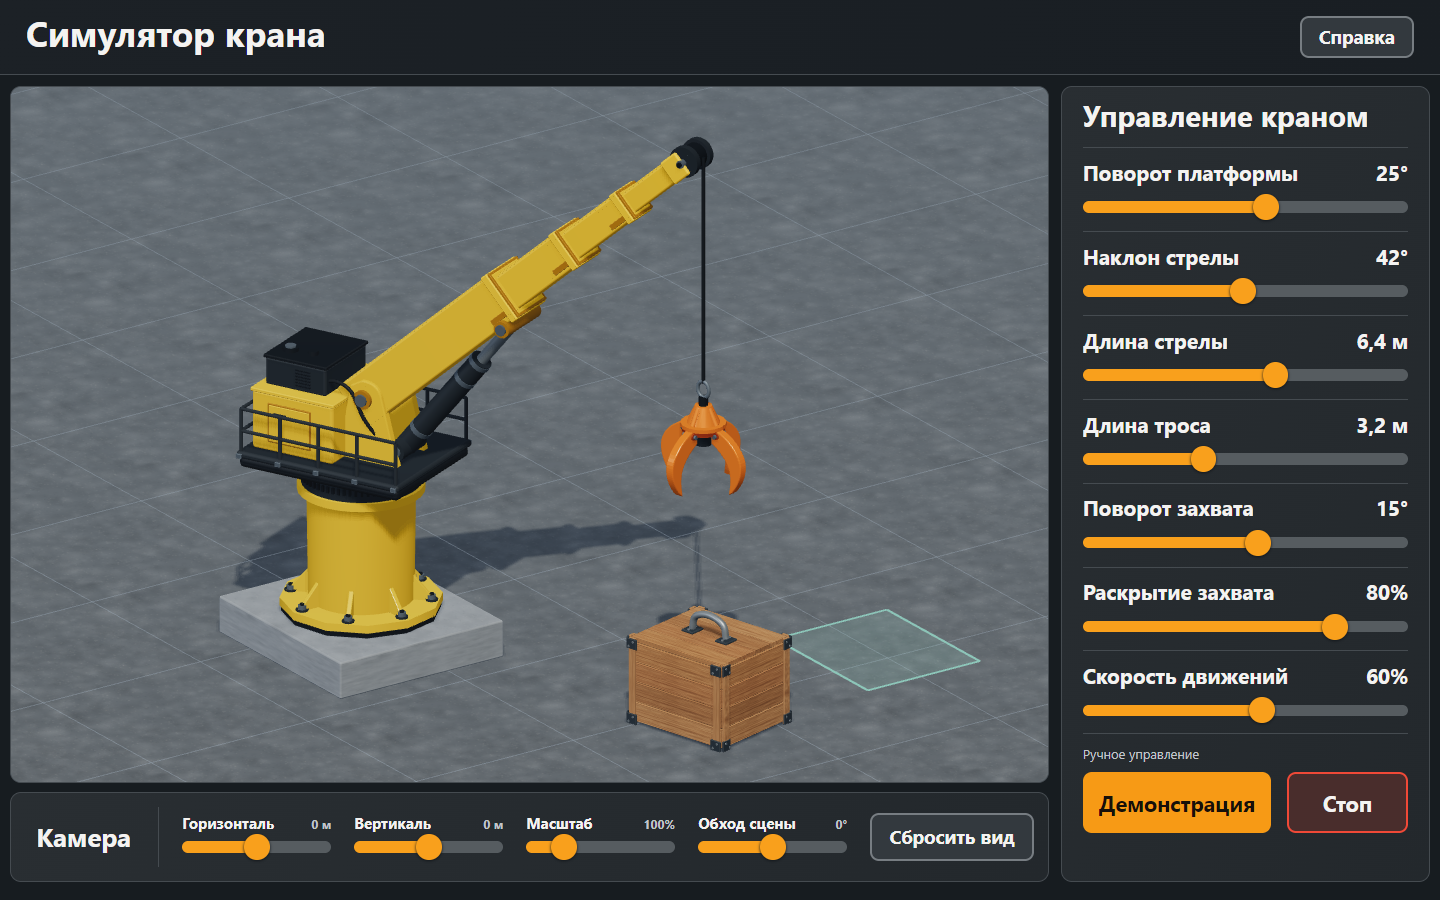 Симулятор крана
Справка
Управление краном
Поворот платформы 25°
Наклон стрелы 42°
Длина стрелы 6,4 м
Длина троса 3,2 м
Поворот захвата 15°
Раскрытие захвата 80%
Скорость движений 60%
Ручное управление
Демонстрация
Стоп
Камера
Горизонталь 0 м
Вертикаль 0 м
Масштаб 100%
Обход сцены 0°
Сбросить вид